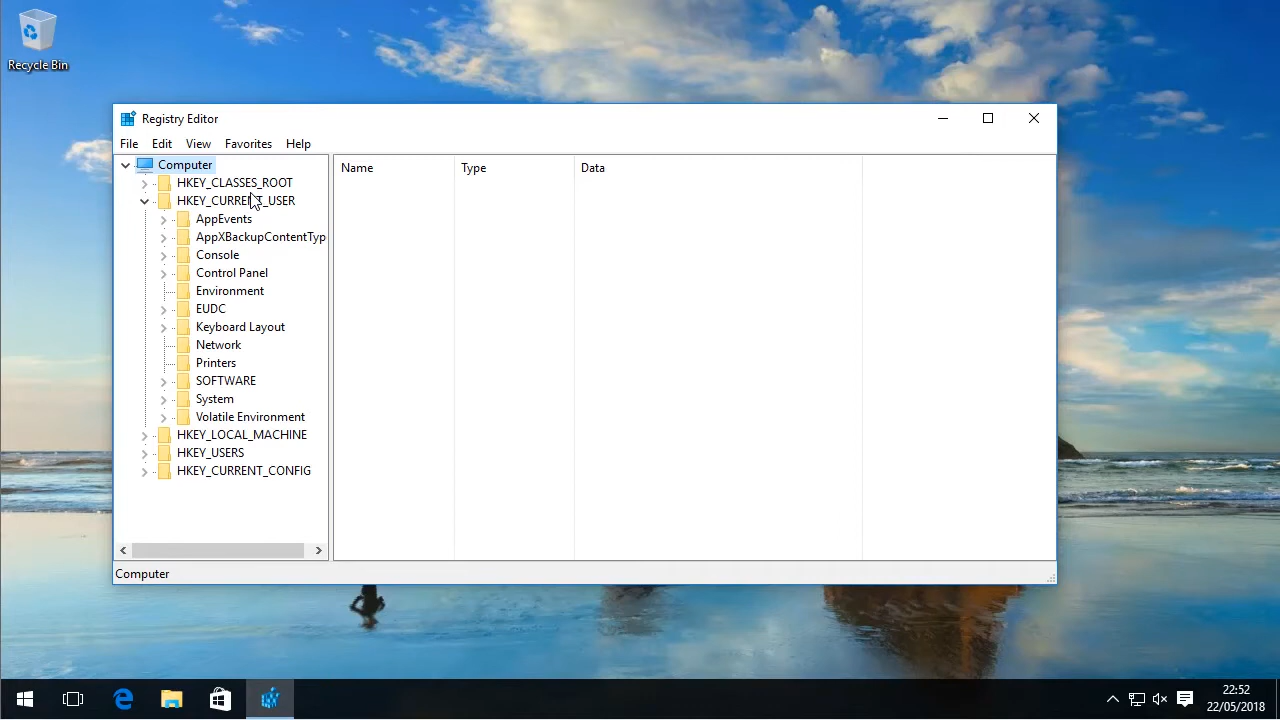 Recycle Bin
Registry Editor
File Edit View Favorites Help
Computer
HKEY_CLASSES_ROOT
HKEY_CURRENT_USER
AppEvents
AppXBackupContentTyp
Console
Control Panel
Environment
EUDC
Keyboard Layout
Network
Printers
SOFTWARE
System
Volatile Environment
HKEY_LOCAL_MACHINE
HKEY_USERS
HKEY_CURRENT_CONFIG
Name Type Data
Computer
22:52
22/05/2018